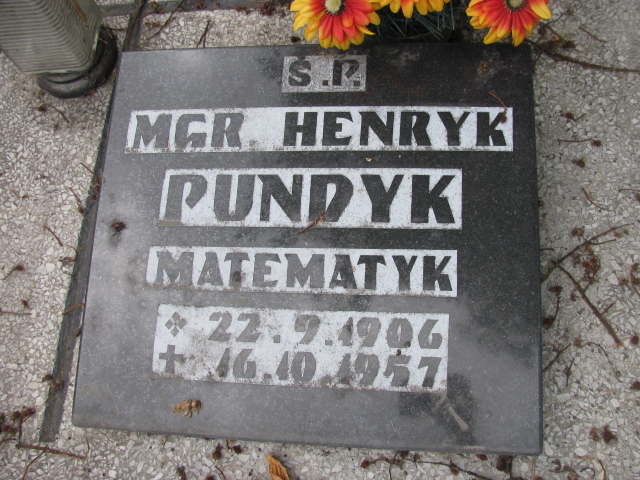 Ś.P.
MGR HENRYK
PUNDYK
MATEMATYK
22.9.1906
✝ 16.10.1957